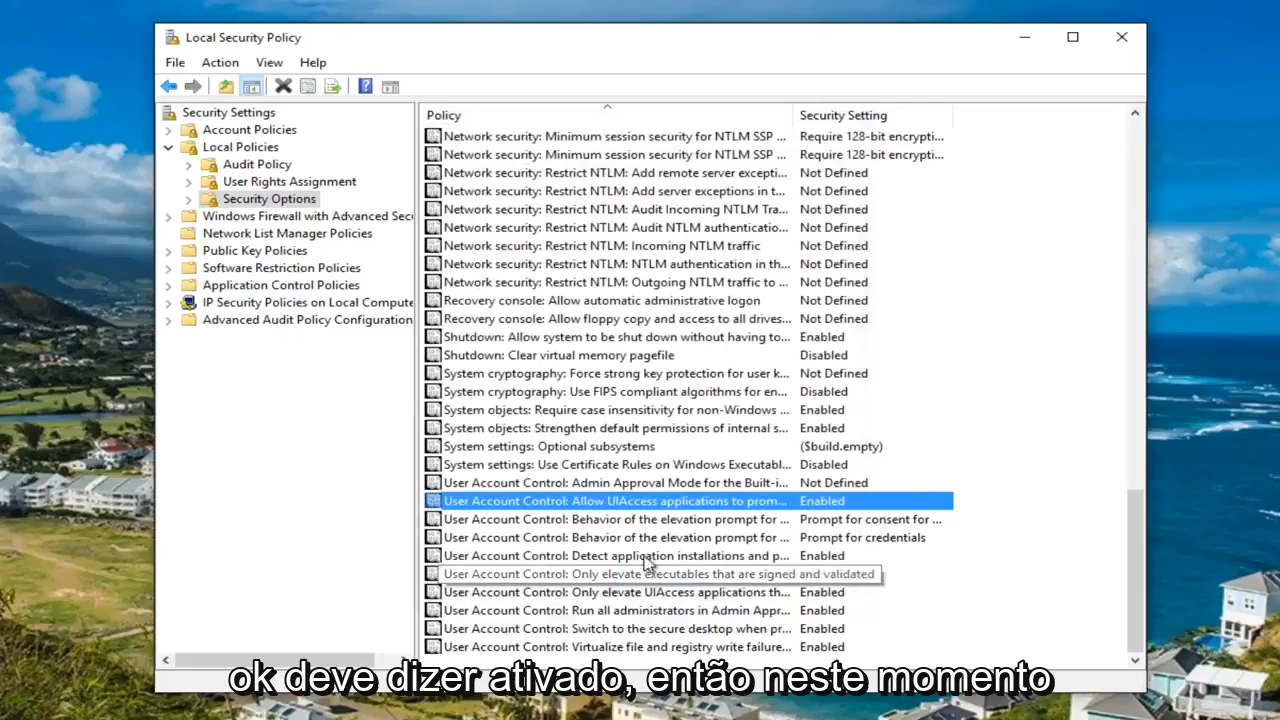 Local Security Policy
File Action View Help
Security Settings
Account Policies
Local Policies
Audit Policy
User Rights Assignment
Security Options
Windows Firewall with Advanced Secu
Network List Manager Policies
Public Key Policies
Software Restriction Policies
Application Control Policies
IP Security Policies on Local Compute
Advanced Audit Policy Configuration
Policy Security Setting
Network security: Minimum session security for NTLM SSP ... Require 128-bit encrypti...
Network security: Minimum session security for NTLM SSP ... Require 128-bit encrypti...
Network security: Restrict NTLM: Add remote server excepti... Not Defined
Network security: Restrict NTLM: Add server exceptions in t... Not Defined
Network security: Restrict NTLM: Audit Incoming NTLM Tra... Not Defined
Network security: Restrict NTLM: Audit NTLM authenticatio... Not Defined
Network security: Restrict NTLM: Incoming NTLM traffic Not Defined
Network security: Restrict NTLM: NTLM authentication in th... Not Defined
Network security: Restrict NTLM: Outgoing NTLM traffic to ... Not Defined
Recovery console: Allow automatic administrative logon Not Defined
Recovery console: Allow floppy copy and access to all drives... Not Defined
Shutdown: Allow system to be shut down without having to... Enabled
Shutdown: Clear virtual memory pagefile Disabled
System cryptography: Force strong key protection for user k... Not Defined
System cryptography: Use FIPS compliant algorithms for en... Disabled
System objects: Require case insensitivity for non-Windows ... Enabled
System objects: Strengthen default permissions of internal s... Enabled
System settings: Optional subsystems ($build.empty)
System settings: Use Certificate Rules on Windows Executabl... Disabled
User Account Control: Admin Approval Mode for the Built-i... Not Defined
User Account Control: Allow UIAccess applications to prom... Enabled
User Account Control: Behavior of the elevation prompt for ... Prompt for consent for ...
User Account Control: Behavior of the elevation prompt for ... Prompt for credentials
User Account Control: Detect application installations and p... Enabled
User Account Control: Only elevate executables that are signed and validated
User Account Control: Only elevate UIAccess applications th... Enabled
User Account Control: Run all administrators in Admin Appr... Enabled
User Account Control: Switch to the secure desktop when pr... Enabled
User Account Control: Virtualize file and registry write failure... Enabled
ok deve dizer ativado, então neste momento